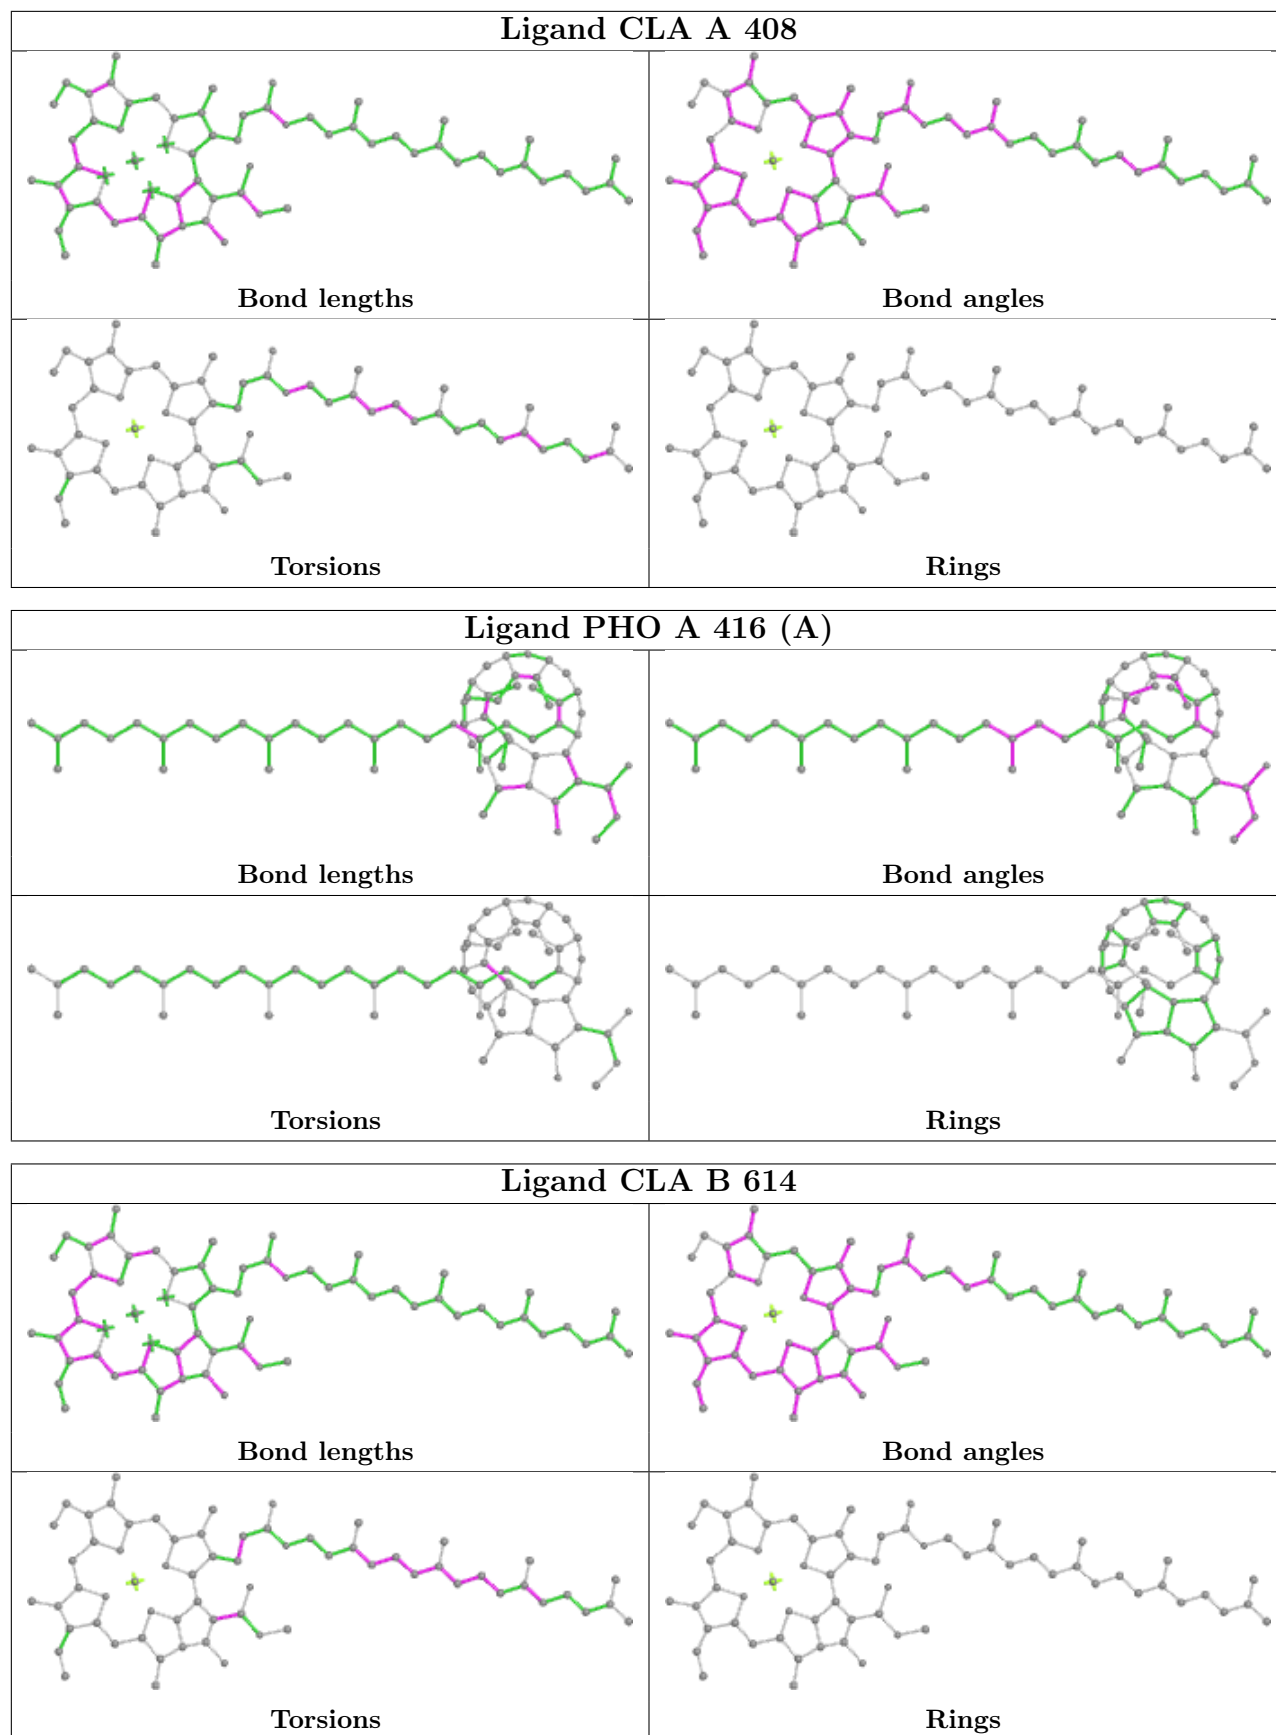 Ligand CLA A 408
Bond lengths
Bond angles
Torsions
Rings
Ligand PHO A 416 (A)
Bond lengths
Bond angles
Torsions
Rings
Ligand CLA B 614
Bond lengths
Bond angles
Torsions
Rings